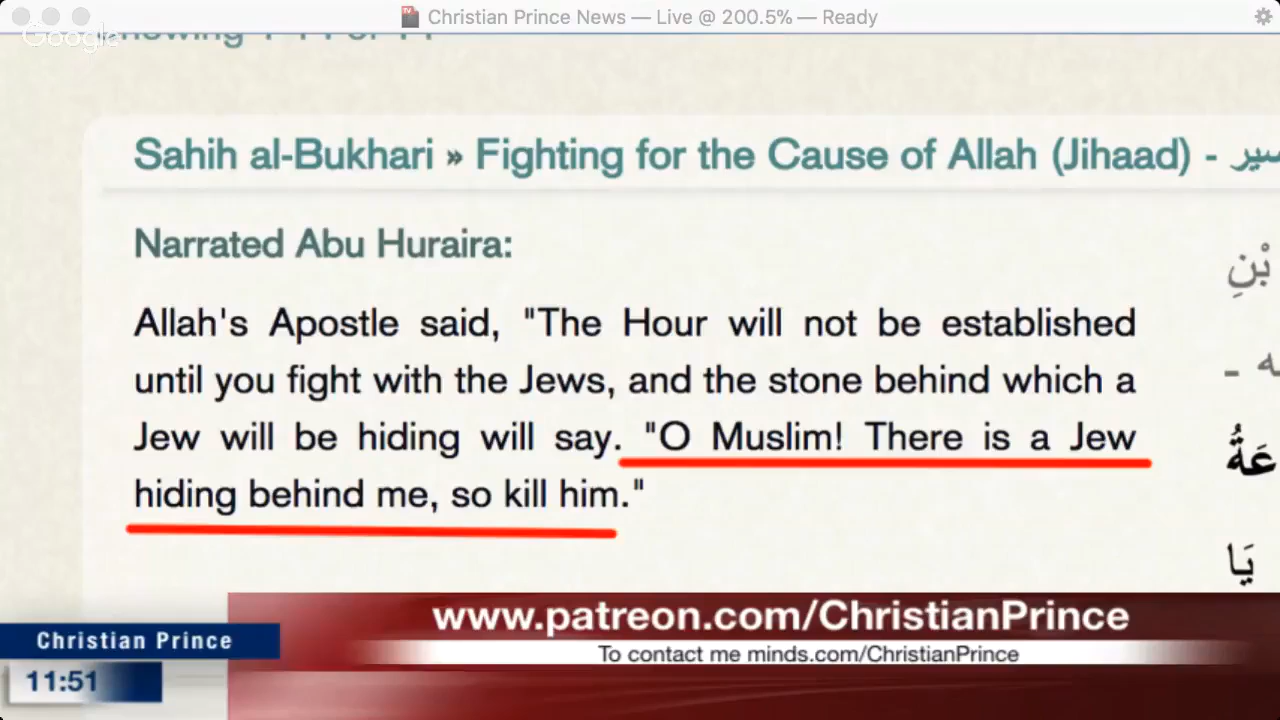 Christian Prince News — Live @ 200.5% — Ready
Google
Sahih al-Bukhari » Fighting for the Cause of Allah (Jihaad) -
Narrated Abu Huraira:
Allah's Apostle said, "The Hour will not be established
until you fight with the Jews, and the stone behind which a
Jew will be hiding will say. "O Muslim! There is a Jew
hiding behind me, so kill him."
بْنِ
يَا
www.patreon.com/ChristianPrince
Christian Prince
To contact me minds.com/ChristianPrince
11:51